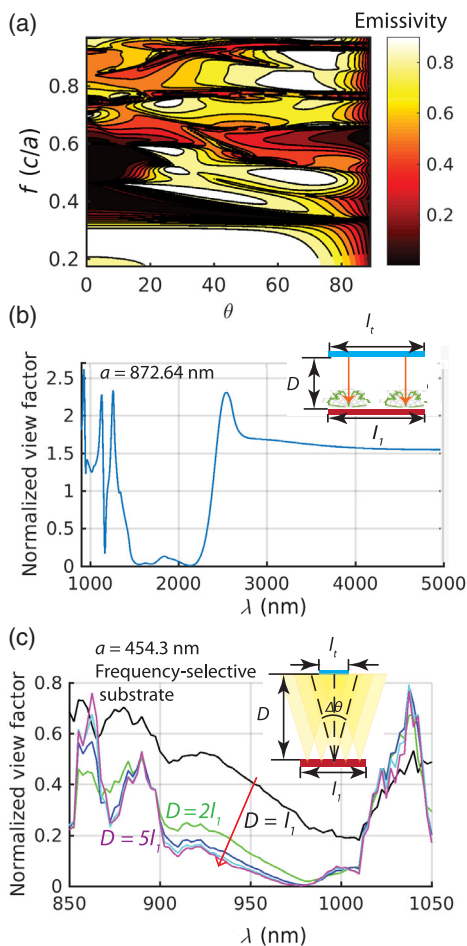 (a)
Emissivity
0.8
0.6
0.4
0.2
f (c/a)
0.8
0.6
0.4
0.2
0 20 40 60 80
θ
(b)
a = 872.64 nm
l_t
D
l_1
Normalized view factor
2.5
2
1.5
1
0.5
0
1000 2000 3000 4000 5000
λ (nm)
(c)
a = 454.3 nm
Frequency-selective
substrate
l_t
D
Δθ
l_1
Normalized view factor
0.8
0.6
0.4
0.2
0
D = 2l_1
D = l_1
D = 5l_1
850 900 950 1000 1050
λ (nm)